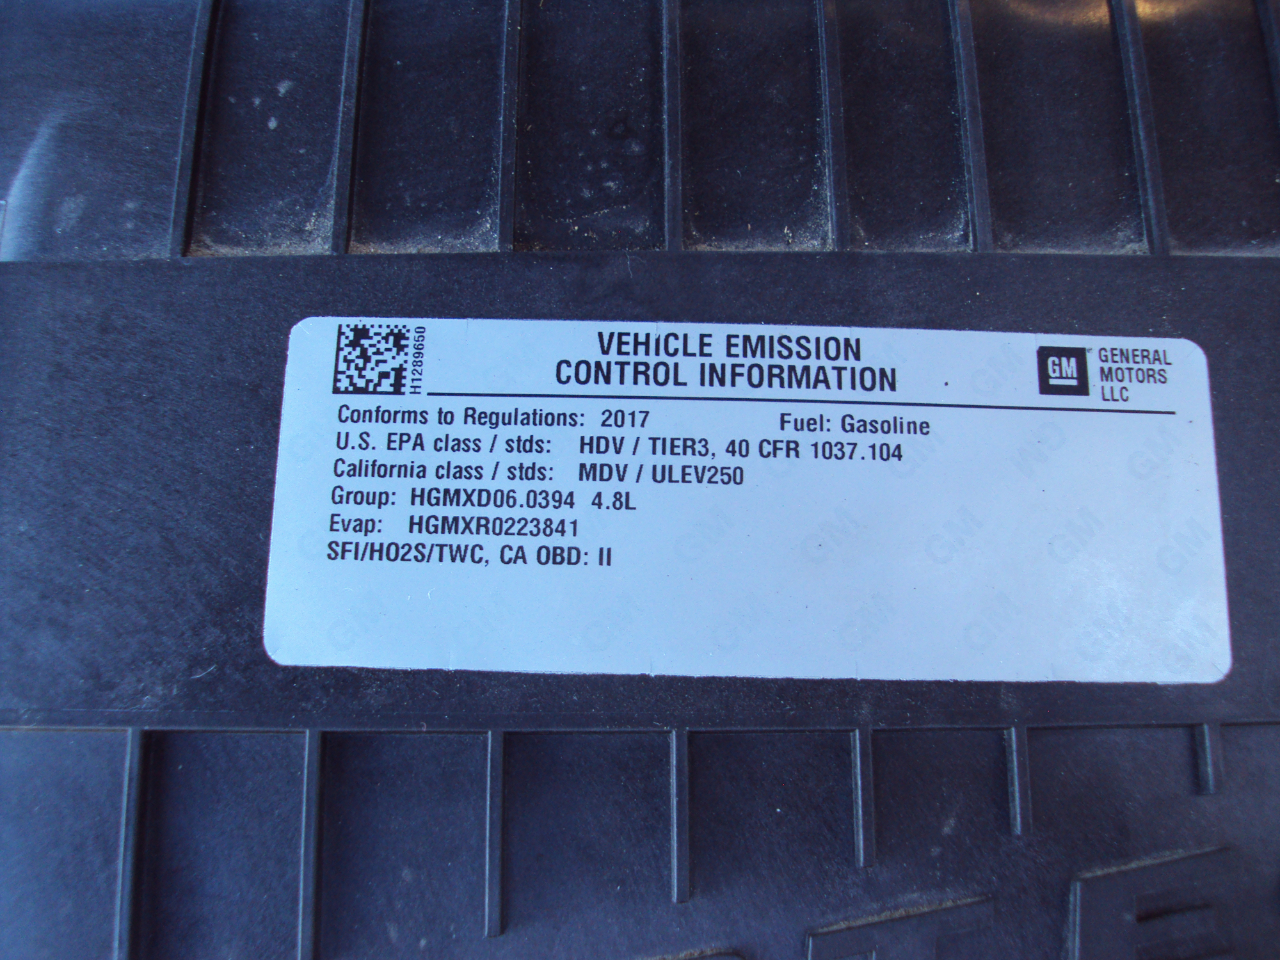 H1289650
VEHICLE EMISSION
CONTROL INFORMATION
GM
GENERAL
MOTORS
LLC
Conforms to Regulations: 2017 Fuel: Gasoline
U.S. EPA class / stds: HDV / TIER3, 40 CFR 1037.104
California class / stds: MDV / ULEV250
Group: HGMXD06.0394 4.8L
Evap: HGMXR0223841
SFI/HO2S/TWC, CA OBD: II